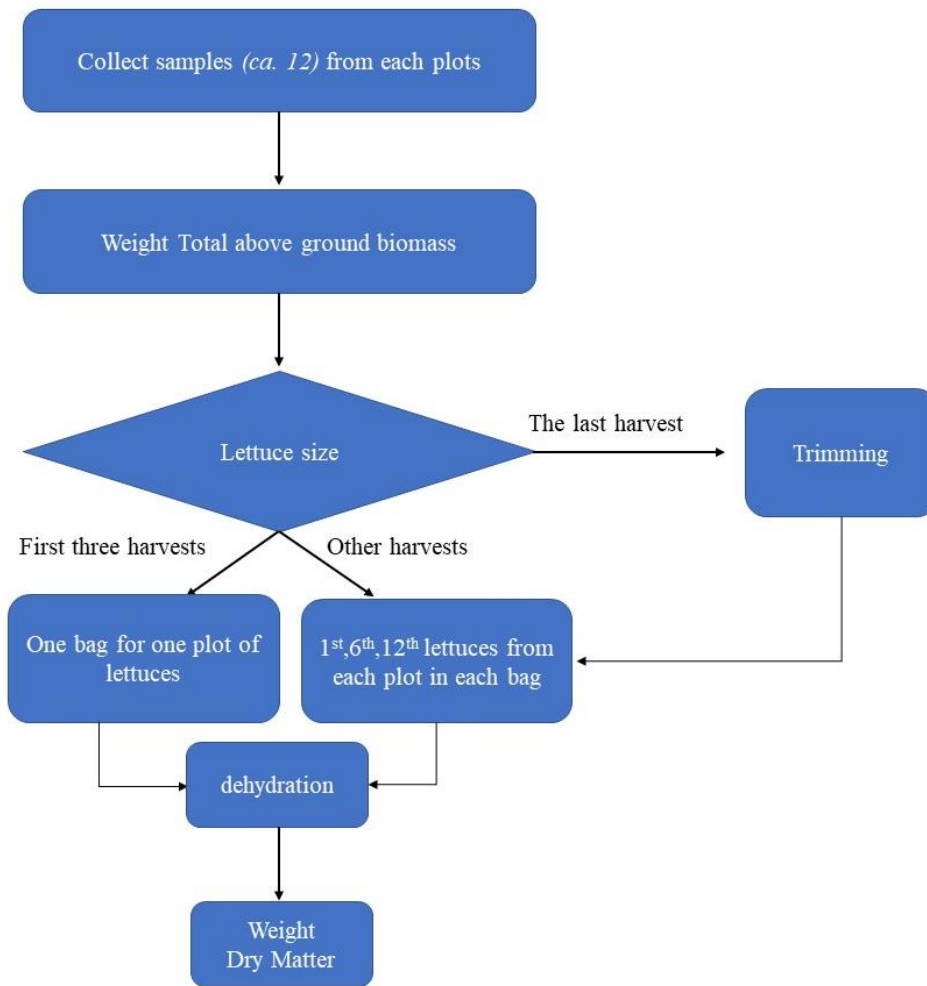 Collect samples (ca. 12) from each plots
Weight Total above ground biomass
Lettuce size
The last harvest
Trimming
First three harvests
Other harvests
One bag for one plot of
lettuces
1st,6th,12th lettuces from
each plot in each bag
dehydration
Weight
Dry Matter